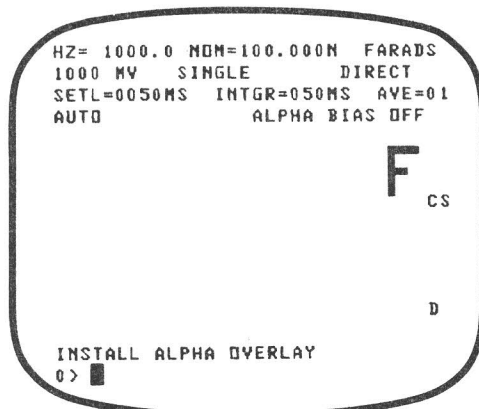 HZ= 1000.0 NOM=100.000N FARADS
1000 MV SINGLE DIRECT
SETL=0050MS INTGR=050MS AVE=01
AUTO ALPHA BIAS OFF
F
CS
D
INSTALL ALPHA OVERLAY
0>